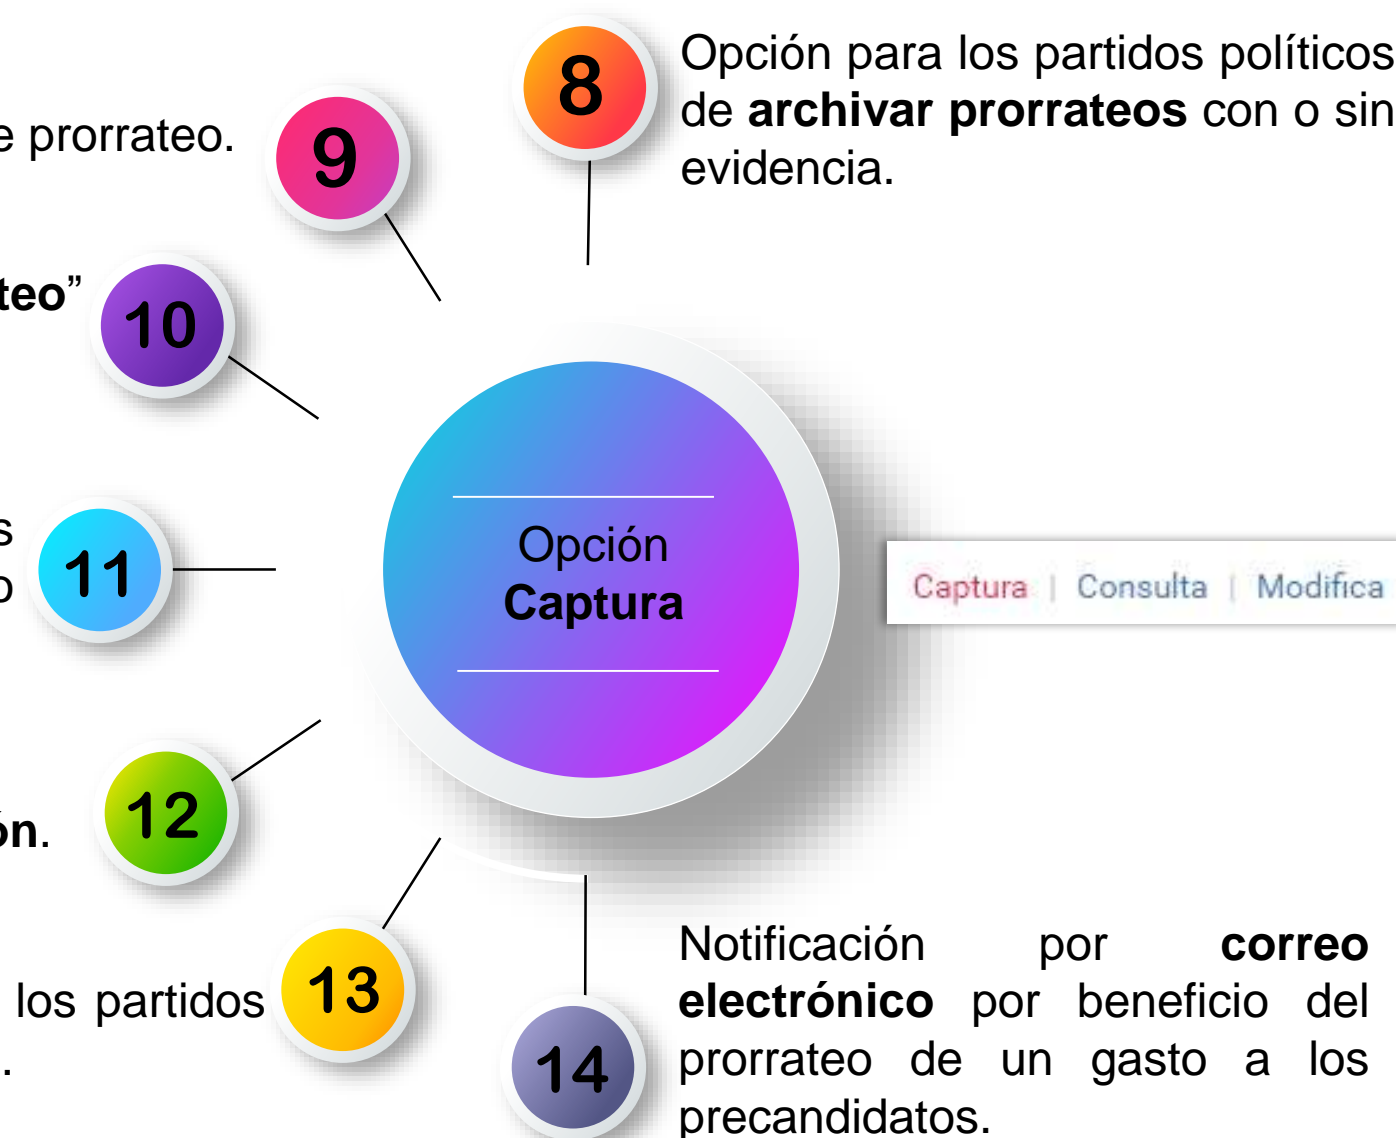 8
Opción para los partidos políticos
de archivar prorrateos con o sin
evidencia.
prorrateo.
9
10
11
12
los partidos
13
14
Opción
Captura
Captura | Consulta | Modifica
Notificación por correo
electrónico por beneficio del
prorrateo de un gasto a los
precandidatos.